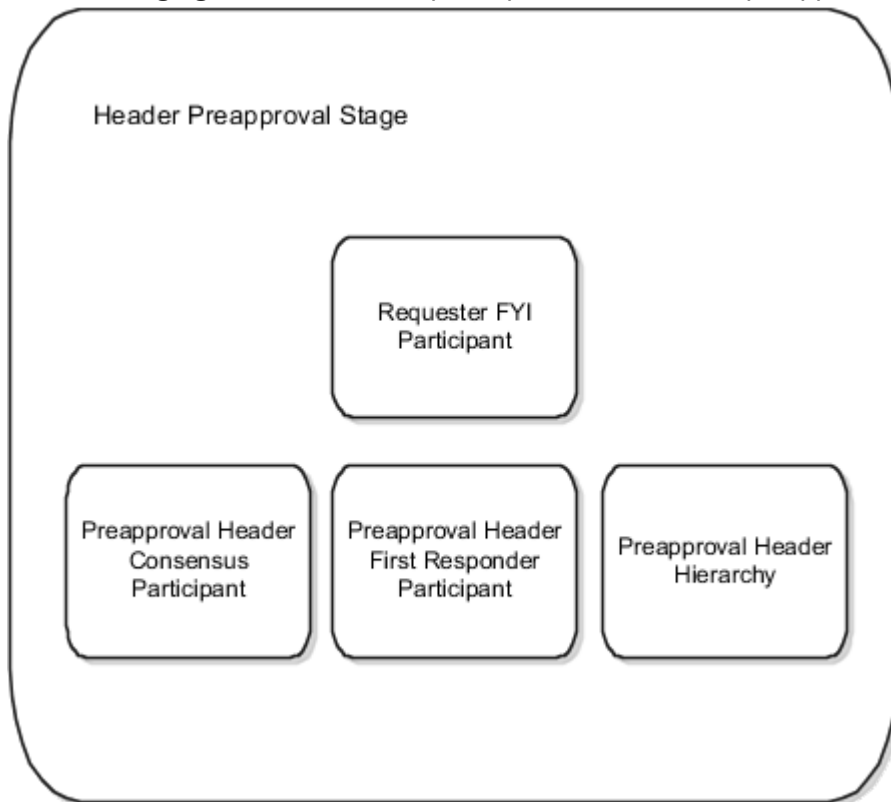 Header Preapproval Stage
Requester FYI
Participant
Preapproval Header
Consensus
Participant
Preapproval Header
First Responder
Participant
Preapproval Header
Hierarchy